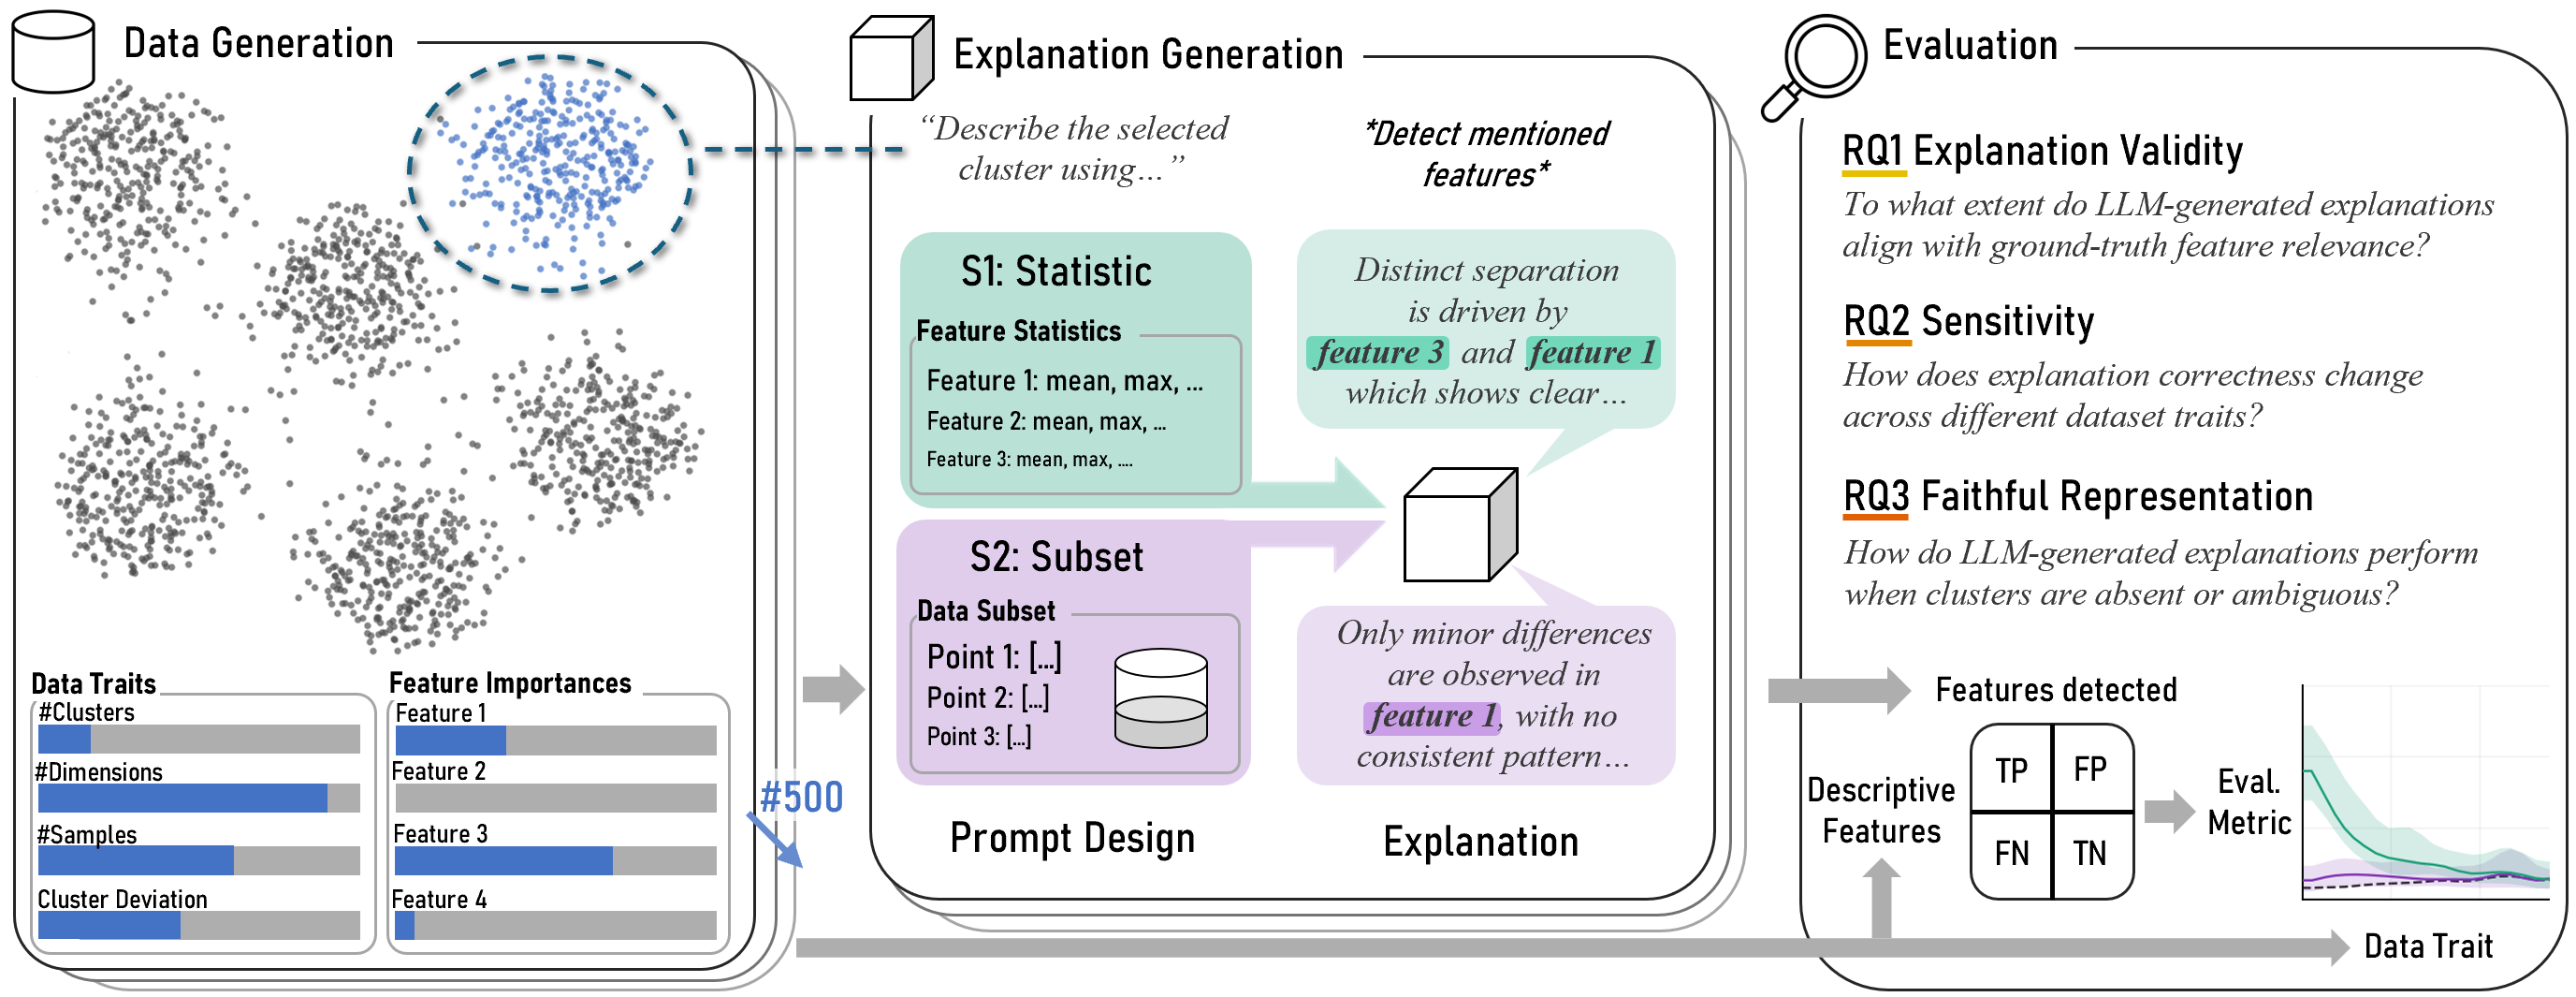 Data Generation
Data Traits
#Clusters
#Dimensions
#Samples
Cluster Deviation
Feature Importances
Feature 1
Feature 2
Feature 3
Feature 4
#500
Explanation Generation
“Describe the selected
cluster using...”
*Detect mentioned
features*
S1: Statistic
Feature Statistics
Feature 1: mean, max, ...
Feature 2: mean, max, ...
Feature 3: mean, max, ....
Distinct separation
is driven by
feature 3 and feature 1
which shows clear...
S2: Subset
Data Subset
Point 1: [...]
Point 2: [...]
Point 3: [...]
Only minor differences
are observed in
feature 1, with no
consistent pattern...
Prompt Design
Explanation
Evaluation
RQ1 Explanation Validity
To what extent do LLM-generated explanations
align with ground-truth feature relevance?
RQ2 Sensitivity
How does explanation correctness change
across different dataset traits?
RQ3 Faithful Representation
How do LLM-generated explanations perform
when clusters are absent or ambiguous?
Features detected
Descriptive
Features
TP
FP
FN
TN
Eval.
Metric
Data Trait